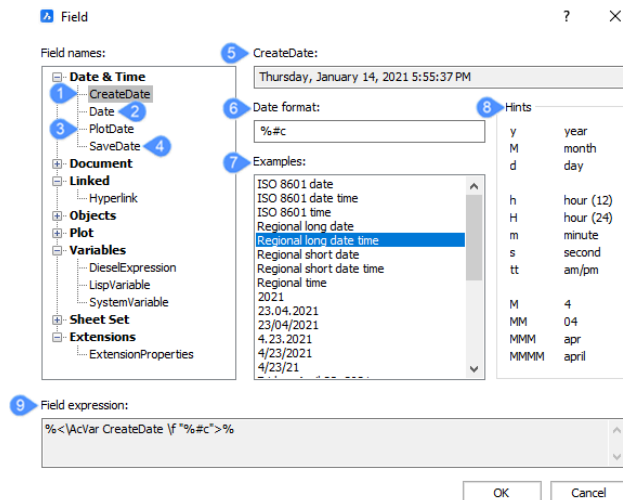 Field ? ×
Field names:
Date & Time
1 CreateDate
Date 2
3 PlotDate
SaveDate 4
Document
Linked
Hyperlink
Objects
Plot
Variables
DieselExpression
LispVariable
SystemVariable
Sheet Set
Extensions
ExtensionProperties
5 CreateDate:
Thursday, January 14, 2021 5:55:37 PM
6 Date format:
%#c
7 Examples:
ISO 8601 date
ISO 8601 date time
ISO 8601 time
Regional long date
Regional long date time
Regional short date
Regional short date time
Regional time
2021
23.04.2021
23/04/2021
4.23.2021
4/23/2021
4/23/21
8 Hints
y year
M month
d day
h hour (12)
H hour (24)
m minute
s second
tt am/pm
M 4
MM 04
MMM apr
MMMM april
9 Field expression:
%<\AcVar CreateDate \f "%#c">%
OK Cancel